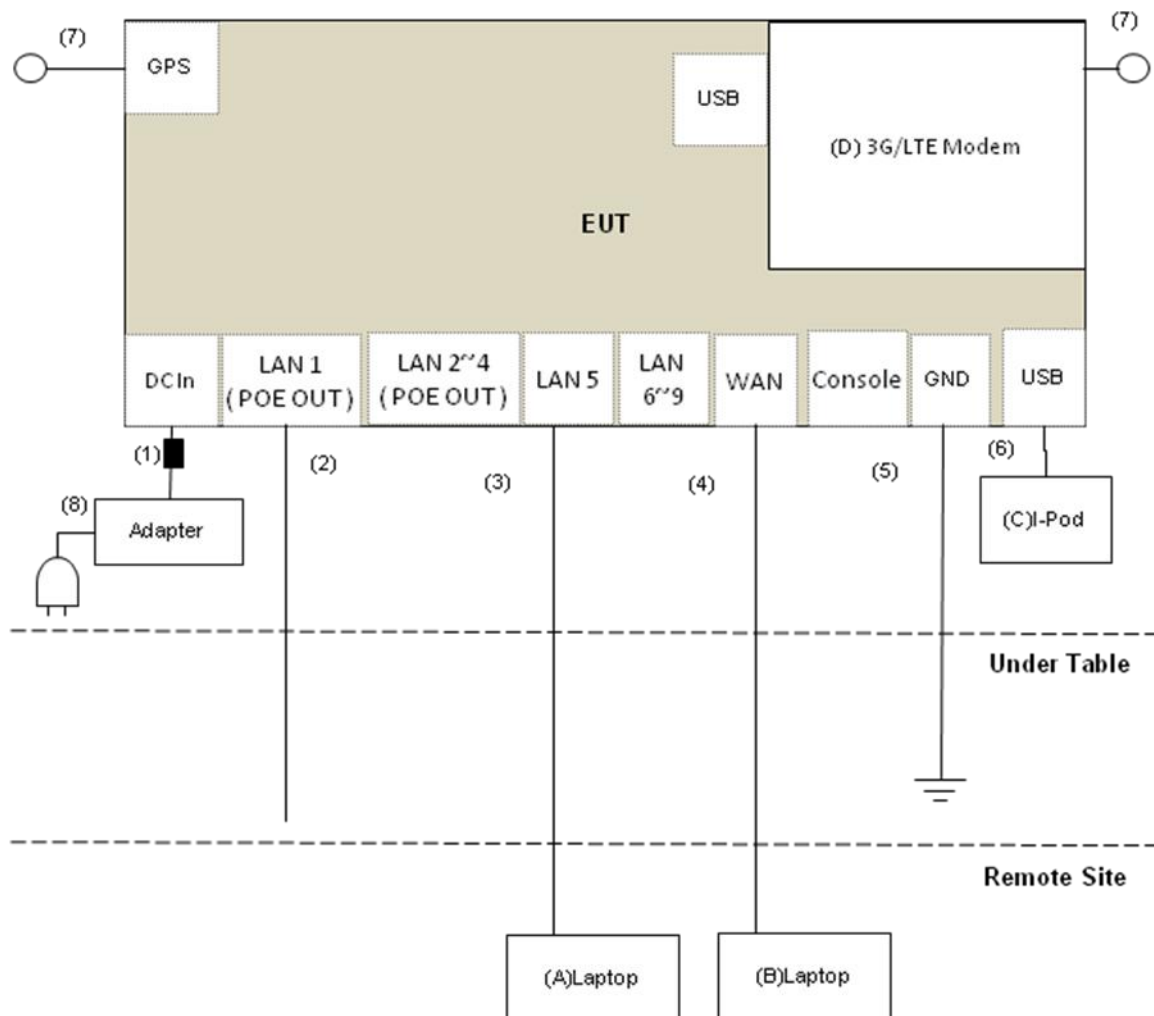 (7)
(7)
GPS
USB
(D) 3G/LTE Modem
EUT
DC In
LAN 1
( POE OUT)
LAN 2~4
(POE OUT)
LAN 5
LAN
6~9
WAN
Console
GND
USB
(1)
(2)
(3)
(4)
(5)
(6)
(8)
Adapter
(C)I-Pod
Under Table
Remote Site
(A)Laptop
(B)Laptop